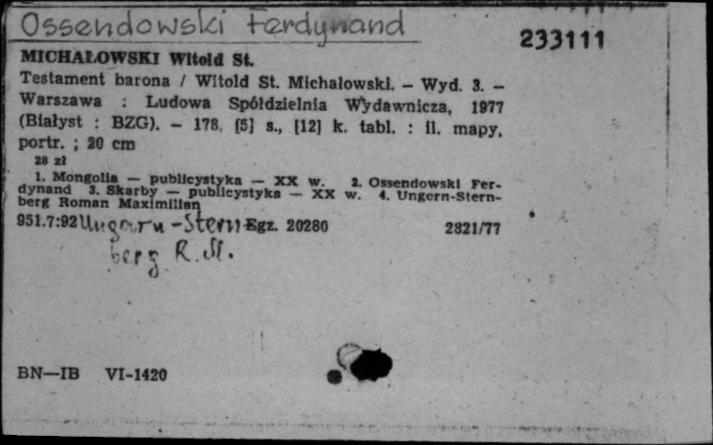 Ossendowski Ferdynand
233111
MICHAŁOWSKI Witold St.
Testament barona / Witold St. Michałowski. — Wyd. 3. —
Warszawa : Ludowa Spółdzielnia Wydawnicza, 1977
(Białyst : BZG). — 178, [5] s., [12] k. tabl. : il. mapy,
portr. ; 20 cm
28 zł
1. Mongolia — publicystyka — XX w. 2. Ossendowski Fer-
dynand 3. Skarby — publicystyka — XX w. 4. Ungern-Stern-
berg Roman Maximilian
951.7:92 Ungern-Stern Egz. 20280 2821/77
berg R. M.
BN—IB VI-1420